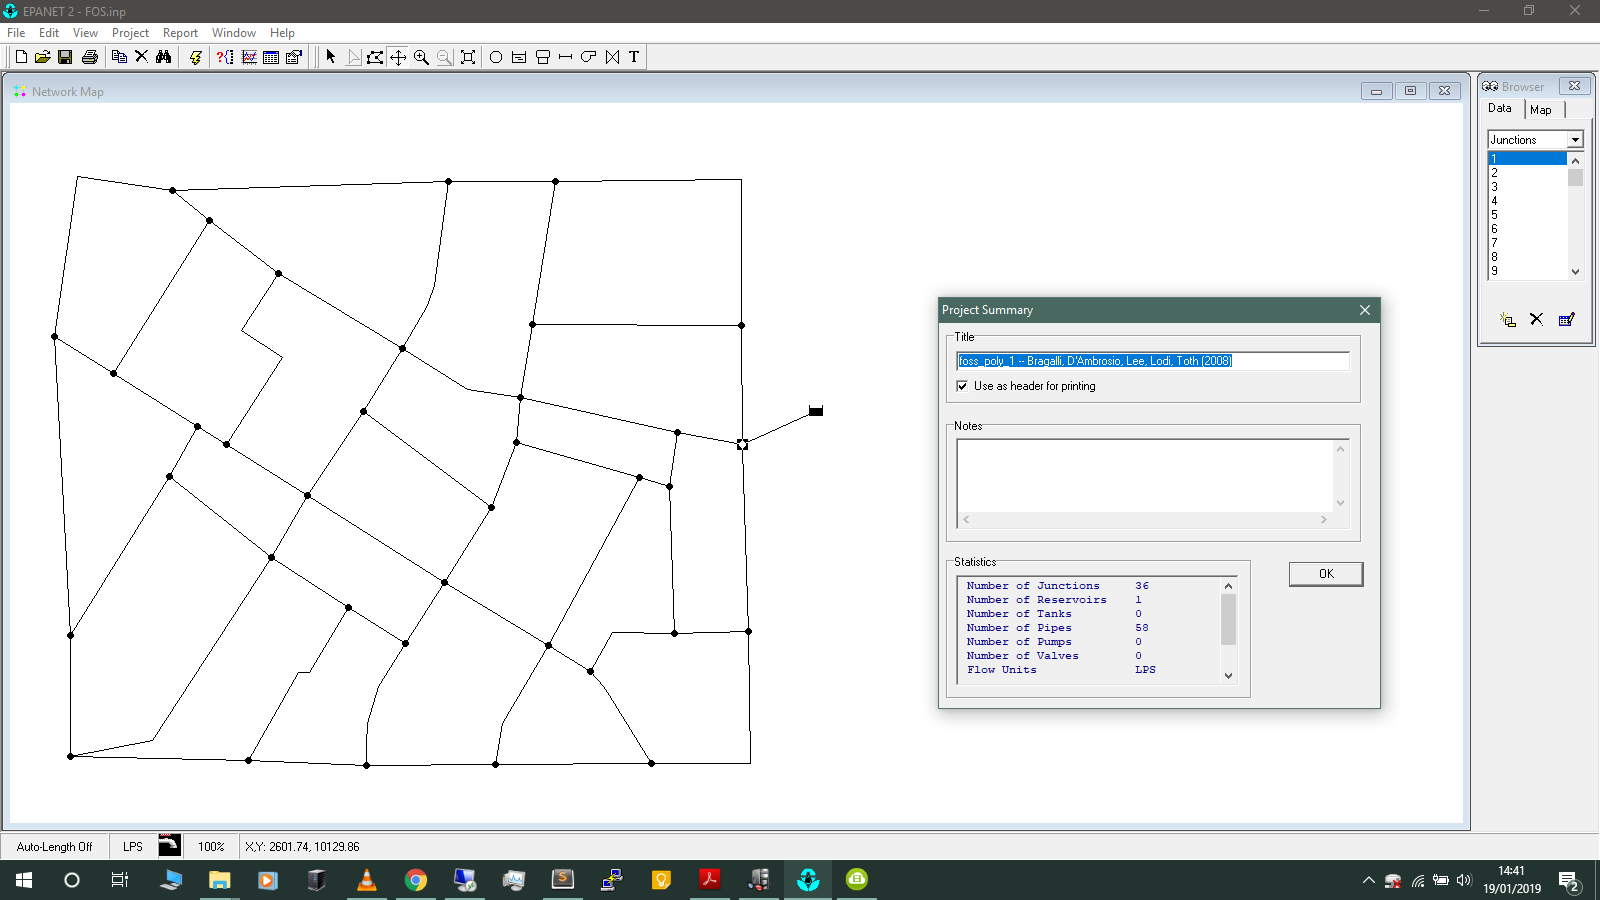 EPANET 2 - FOS.inp
File Edit View Project Report Window Help
Network Map
Browser
Data Map
Junctions
1
2
3
4
5
6
7
8
9
Project Summary
Title
foss_poly_1 -- Bragalli, D'Ambrosio, Lee, Lodi, Toth (2008)
Use as header for printing
Notes
Statistics
Number of Junctions 36
Number of Reservoirs 1
Number of Tanks 0
Number of Pipes 58
Number of Pumps 0
Number of Valves 0
Flow Units LPS
OK
Auto-Length Off LPS 100% X,Y: 2601.74, 10129.86
14:41
19/01/2019
2